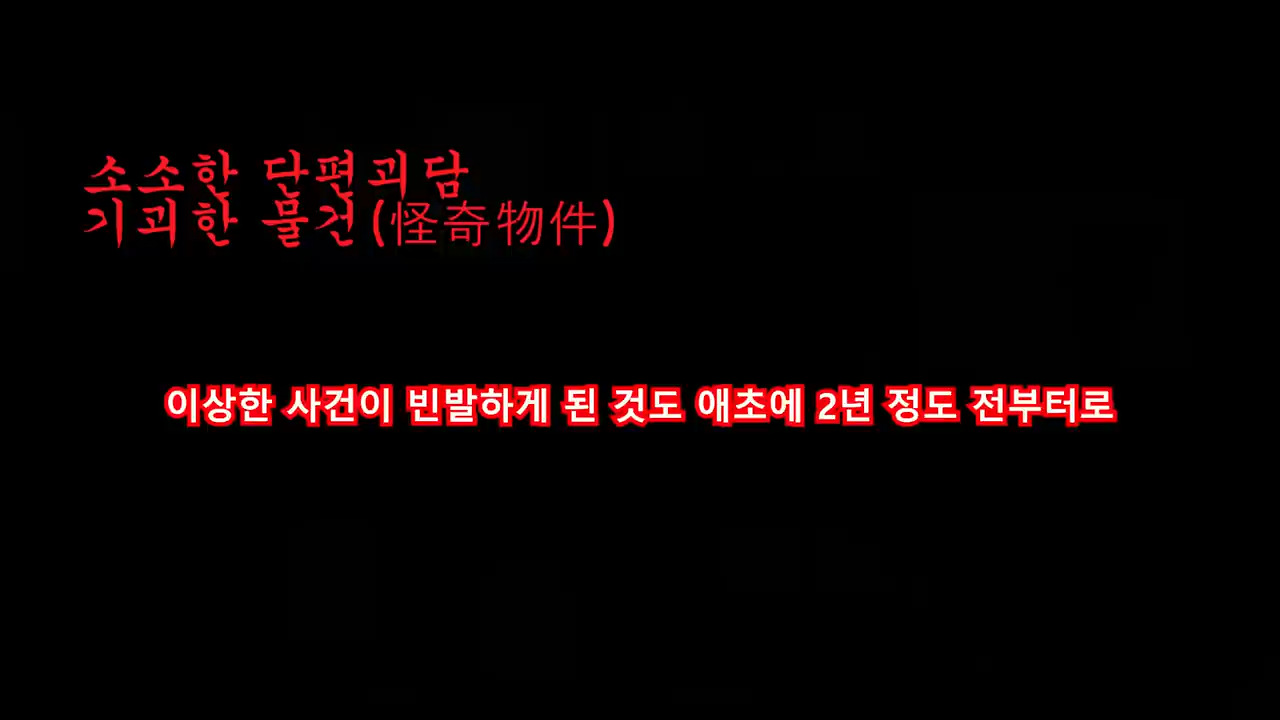 소소한 단편괴담
기괴한 물건(怪奇物件)
이상한 사건이 빈발하게 된 것도 애초에 2년 정도 전부터로